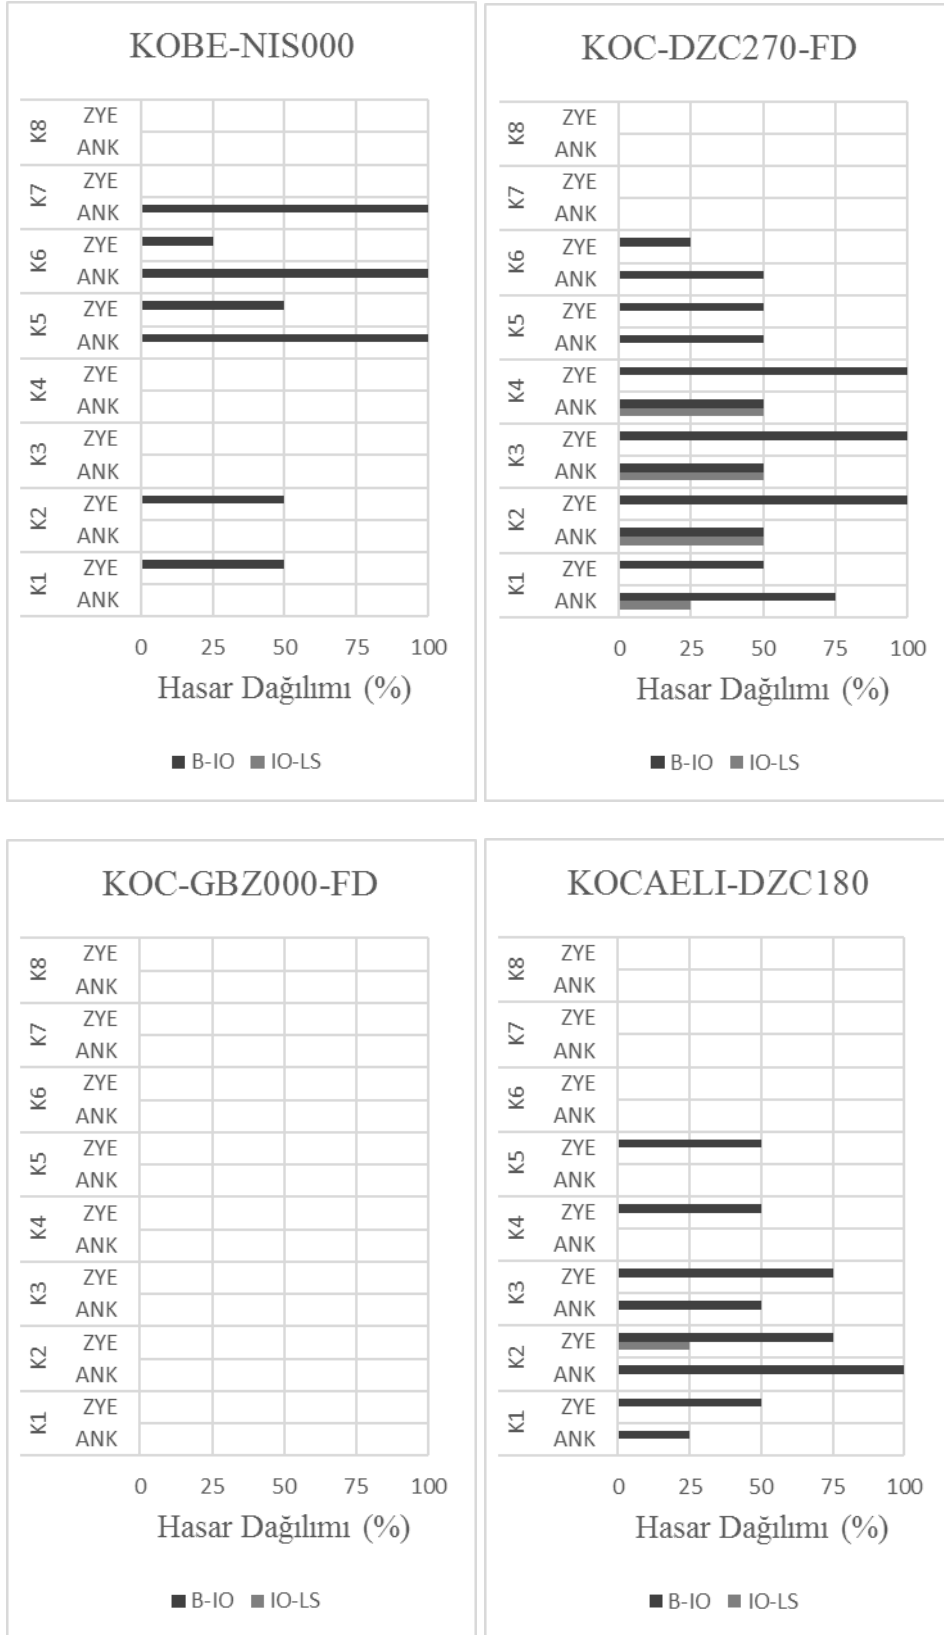 KOBE-NIS000
K8 ZYE
ANK
K7 ZYE
ANK
K6 ZYE
ANK
K5 ZYE
ANK
K4 ZYE
ANK
K3 ZYE
ANK
K2 ZYE
ANK
K1 ZYE
ANK
0 25 50 75 100
Hasar Dağılımı (%)
B-IO IO-LS
KOC-DZC270-FD
K8 ZYE
ANK
K7 ZYE
ANK
K6 ZYE
ANK
K5 ZYE
ANK
K4 ZYE
ANK
K3 ZYE
ANK
K2 ZYE
ANK
K1 ZYE
ANK
0 25 50 75 100
Hasar Dağılımı (%)
B-IO IO-LS
KOC-GBZ000-FD
K8 ZYE
ANK
K7 ZYE
ANK
K6 ZYE
ANK
K5 ZYE
ANK
K4 ZYE
ANK
K3 ZYE
ANK
K2 ZYE
ANK
K1 ZYE
ANK
0 25 50 75 100
Hasar Dağılımı (%)
B-IO IO-LS
KOCAELI-DZC180
K8 ZYE
ANK
K7 ZYE
ANK
K6 ZYE
ANK
K5 ZYE
ANK
K4 ZYE
ANK
K3 ZYE
ANK
K2 ZYE
ANK
K1 ZYE
ANK
0 25 50 75 100
Hasar Dağılımı (%)
B-IO IO-LS